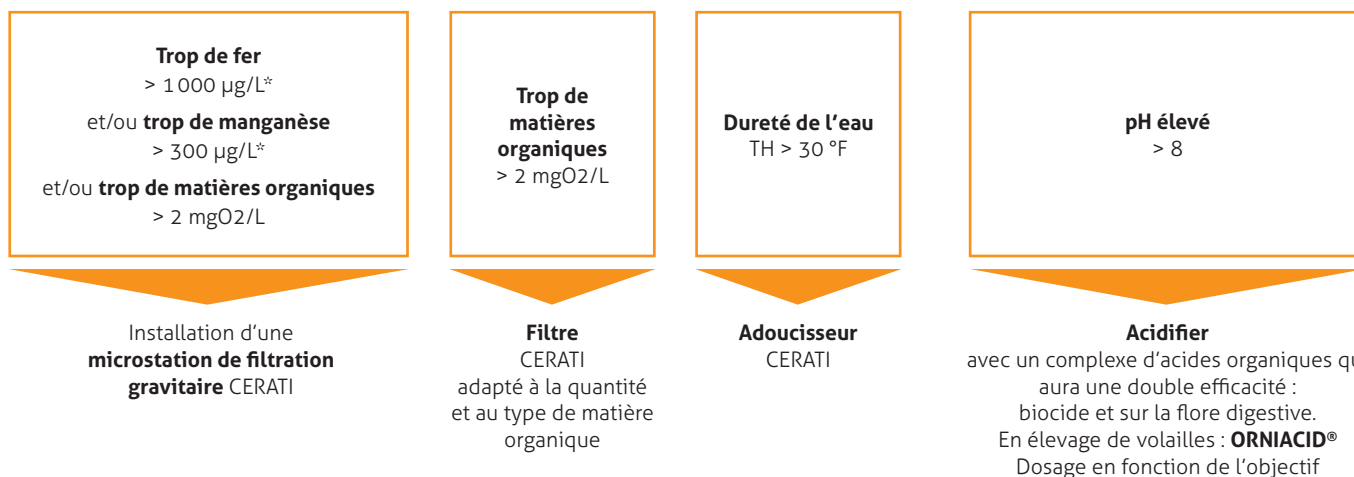 Trop de fer
> 1 000 µg/L*
et/ou trop de manganèse
> 300 µg/L*
et/ou trop de matières organiques
> 2 mgO2/L
Installation d'une
microstation de filtration
gravitaire CERATI
Trop de
matières
organiques
> 2 mgO2/L
Filtre
CERATI
adapté à la quantité
et au type de matière
organique
Dureté de l'eau
TH > 30 °F
Adoucisseur
CERATI
pH élevé
> 8
Acidifier
avec un complexe d'acides organiques
aura une double efficacité :
biocide et sur la flore digestive.
En élevage de volailles : ORNIACID®
Dosage en fonction de l'objectif